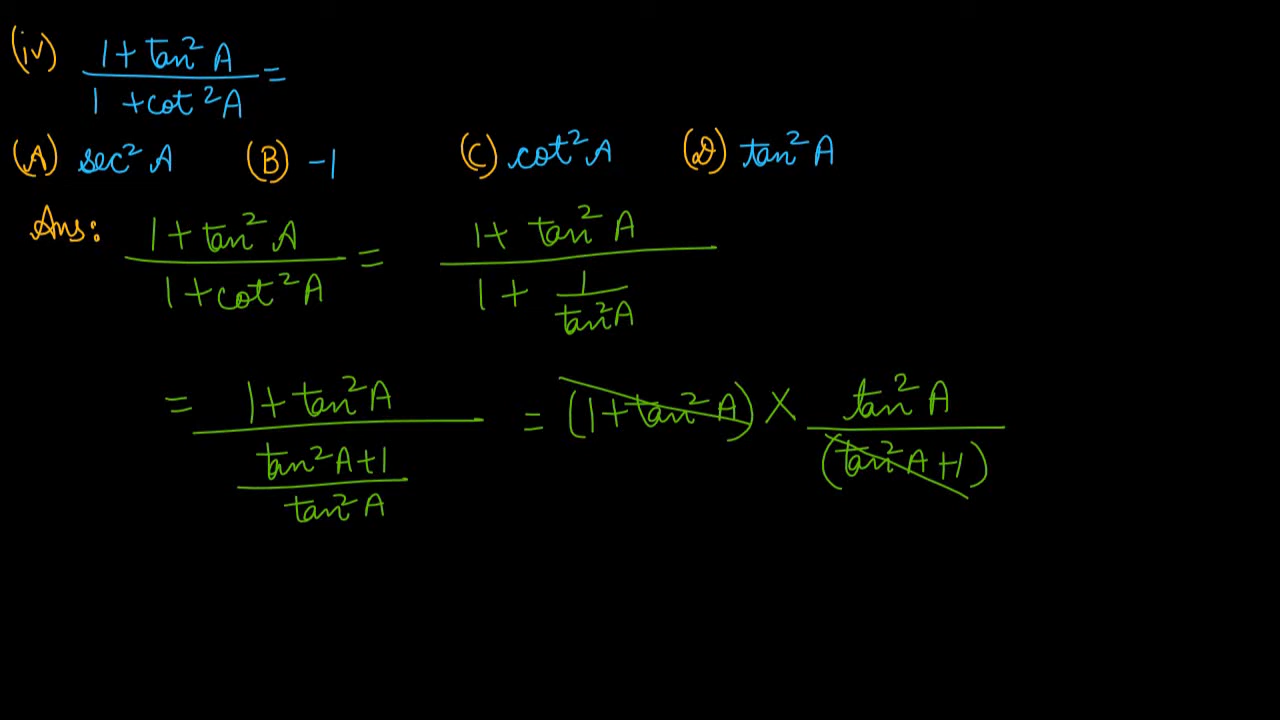 (iv) (1 + tan²A)/(1 + cot²A) =
(A) sec²A (B) -1 (C) cot²A (D) tan²A
Ans: (1 + tan²A)/(1 + cot²A) = (1 + tan²A)/(1 + 1/tan²A)
= (1 + tan²A)/((tan²A + 1)/tan²A) = (1 + tan²A) × tan²A/(tan²A + 1)